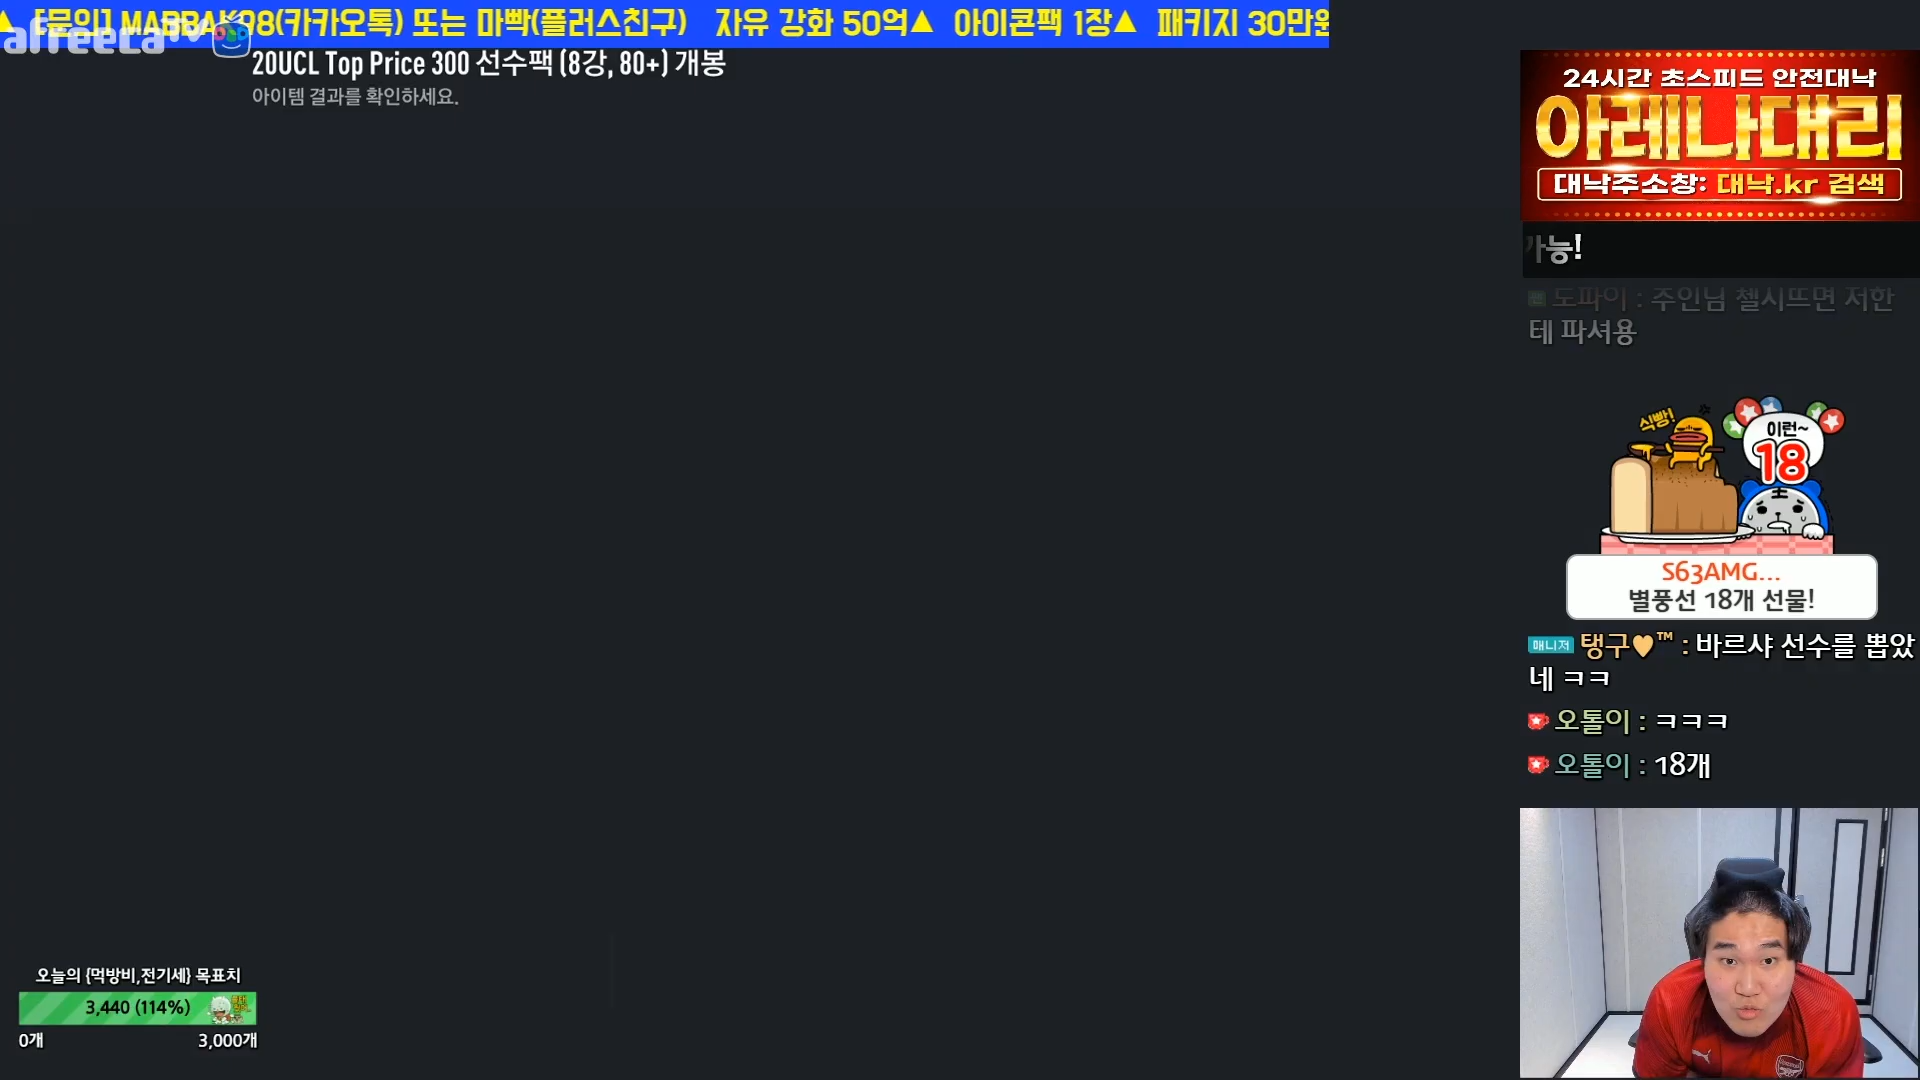 [문의] MABBAK98(카카오톡) 또는 마빡(플러스친구) 자유 강화 50억▲ 아이콘팩 1장▲ 패키지 30만원
afreecaTV
20UCL Top Price 300 선수팩 (8강, 80+) 개봉
아이템 결과를 확인하세요.
24시간 초스피드 안전대낙
아레나대리
대낙주소창: 대낙.kr 검색
가능!
도파이 : 주인님 첼시뜨면 저한
테 파셔용
식빵!
이런~
18
S63AMG...
별풍선 18개 선물!
매니저 탱구♥™ : 바르샤 선수를 뽑았
네 ㅋㅋ
오톨이 : ㅋㅋㅋ
오톨이 : 18개
오늘의 {먹방비,전기세} 목표치
3,440 (114%)
0개 3,000개